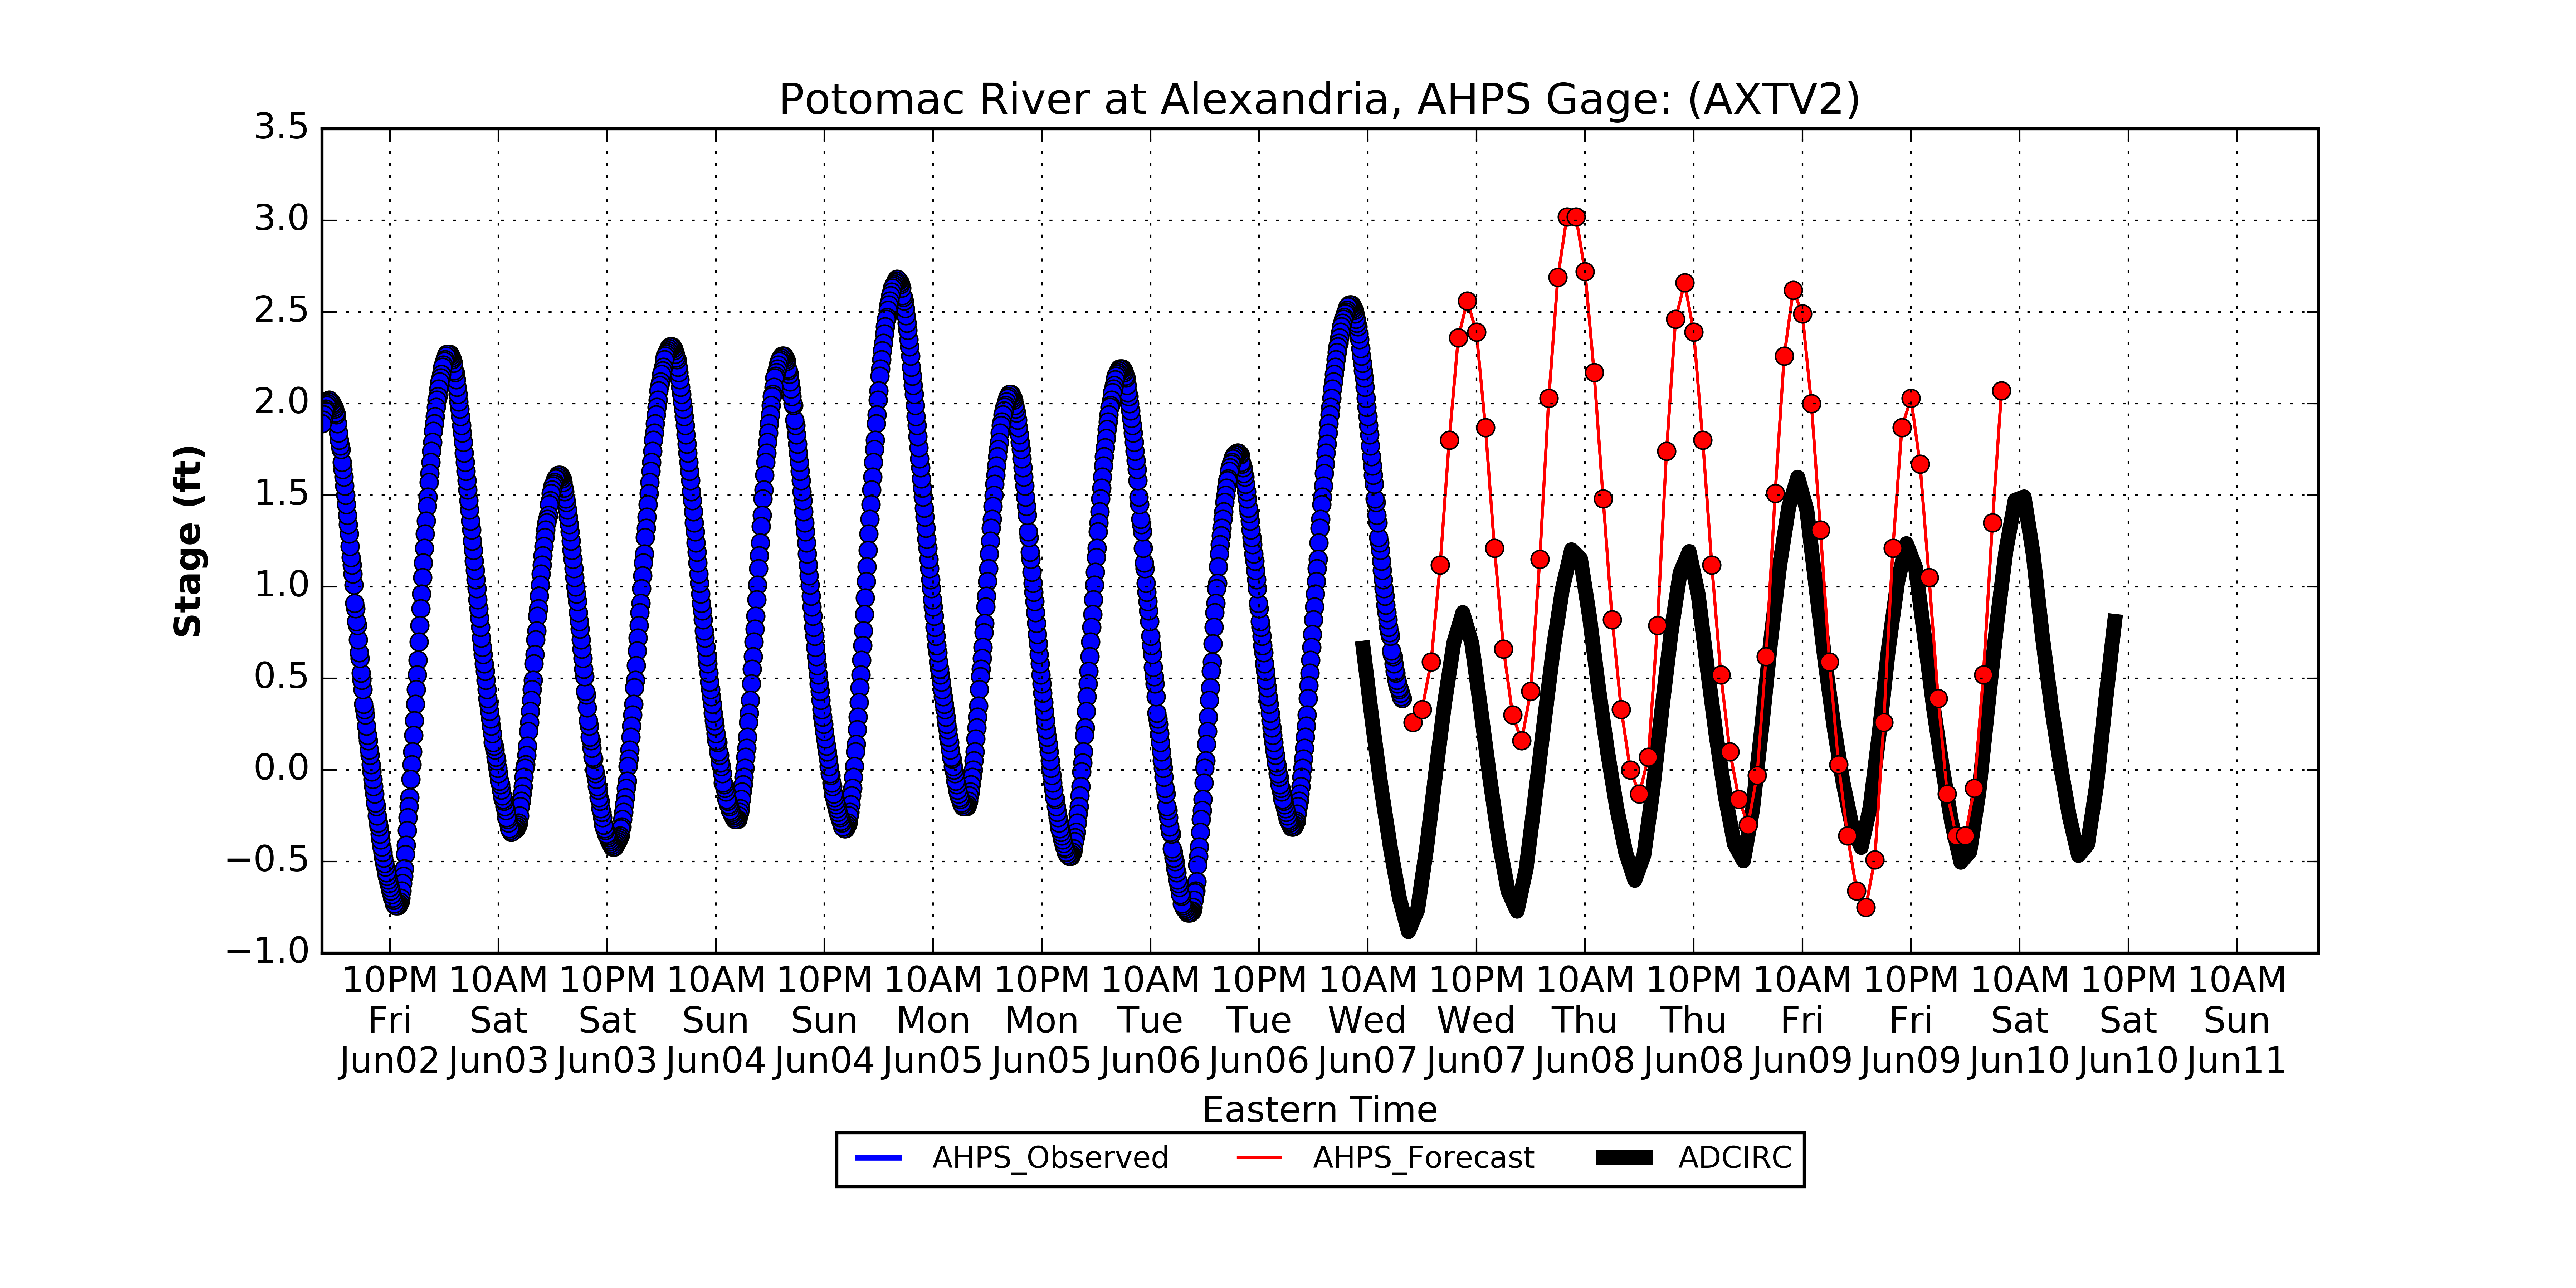 Potomac River at Alexandria, AHPS Gage: (AXTV2)
3.5
3.0
2.5
2.0
1.5
1.0
0.5
0.0
−0.5
−1.0
Stage (ft)
10PM 10AM 10PM 10AM 10PM 10AM 10PM 10AM 10PM 10AM 10PM 10AM 10PM 10AM 10PM 10AM 10PM 10AM
Fri Sat Sat Sun Sun Mon Mon Tue Tue Wed Wed Thu Thu Fri Fri Sat Sat Sun
Jun02 Jun03 Jun03 Jun04 Jun04 Jun05 Jun05 Jun06 Jun06 Jun07 Jun07 Jun08 Jun08 Jun09 Jun09 Jun10 Jun10 Jun11
Eastern Time
AHPS_Observed AHPS_Forecast ADCIRC